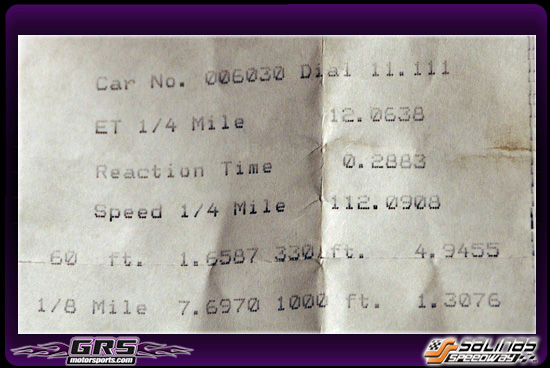 Car No. 006030 Dial 11.111
ET 1/4 Mile 12.0638
Reaction Time 0.2883
Speed 1/4 Mile 112.0908
60 ft. 1.6587 330 ft. 4.9455
1/8 Mile 7.6970 1000 ft. 1.3076
GRS
motorsports.com
Salinas
Speedway